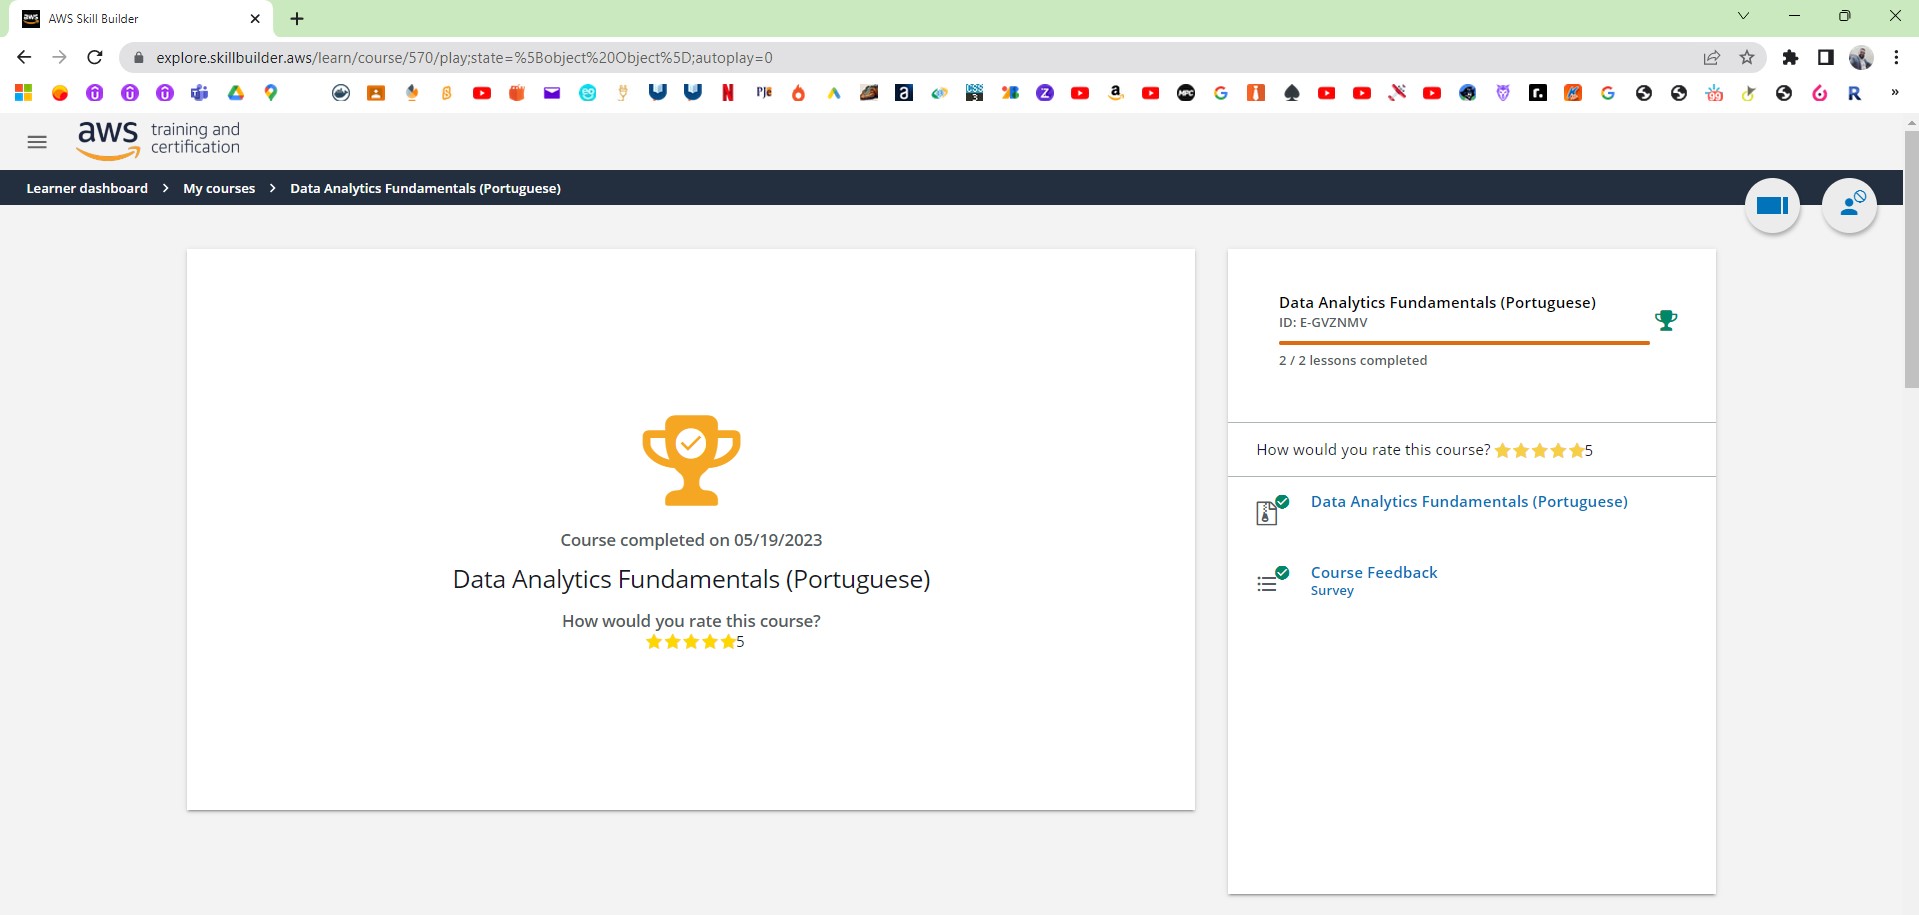 AWS Skill Builder
explore.skillbuilder.aws/learn/course/570/play;state=%5Bobject%20Object%5D;autoplay=0
aws training and certification
Learner dashboard > My courses > Data Analytics Fundamentals (Portuguese)
Course completed on 05/19/2023
Data Analytics Fundamentals (Portuguese)
How would you rate this course?
5
Data Analytics Fundamentals (Portuguese)
ID: E-GVZNMV
2 / 2 lessons completed
How would you rate this course? 5
Data Analytics Fundamentals (Portuguese)
Course Feedback
Survey